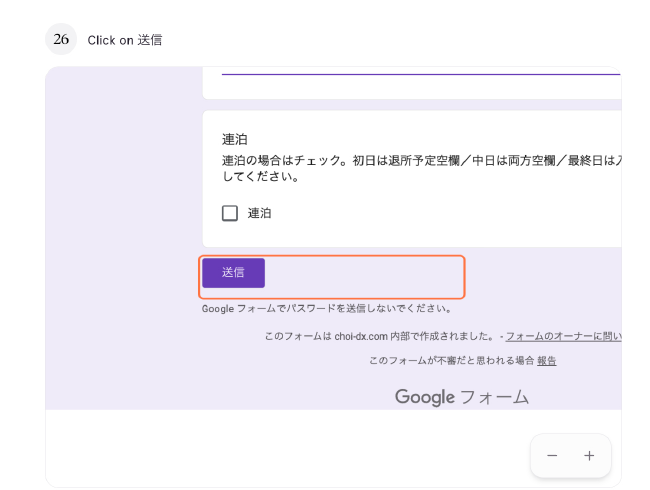 26 Click on 送信
連泊
連泊の場合はチェック。初日は退所予定空欄／中日は両方空欄／最終日は
してください。
連泊
送信
Google フォームでパスワードを送信しないでください。
このフォームは choi-dx.com 内部で作成されました。 - フォームのオーナーに問い
このフォームが不審だと思われる場合 報告
Google フォーム
− +